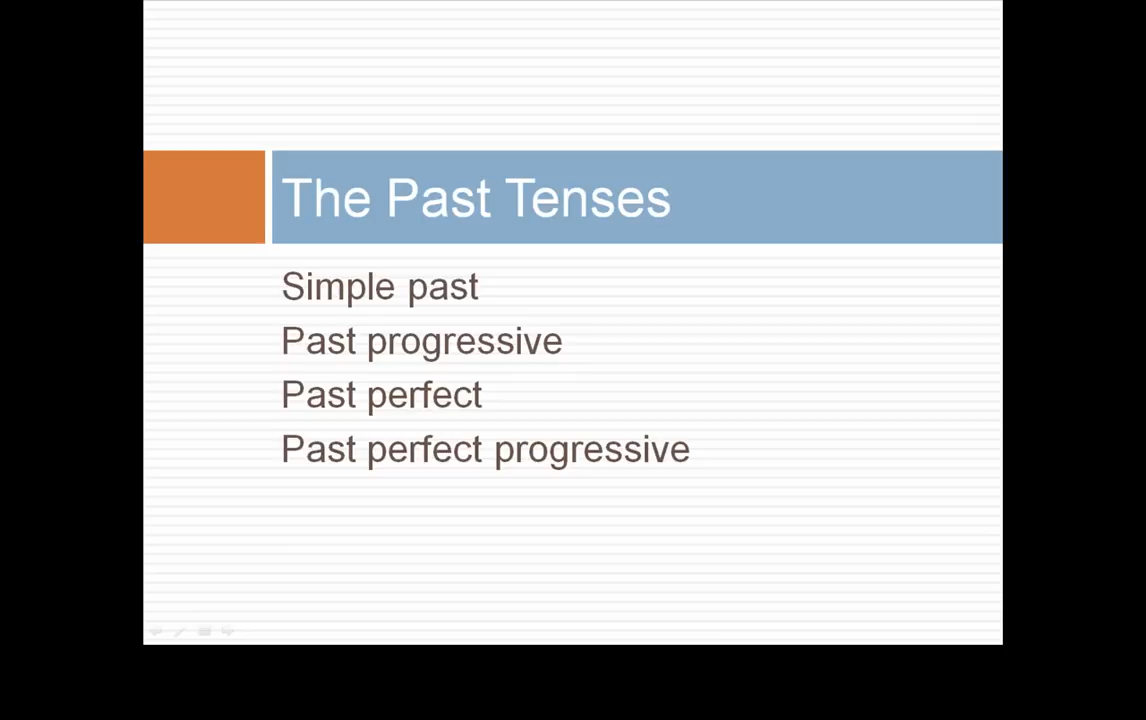 The Past Tenses
Simple past
Past progressive
Past perfect
Past perfect progressive